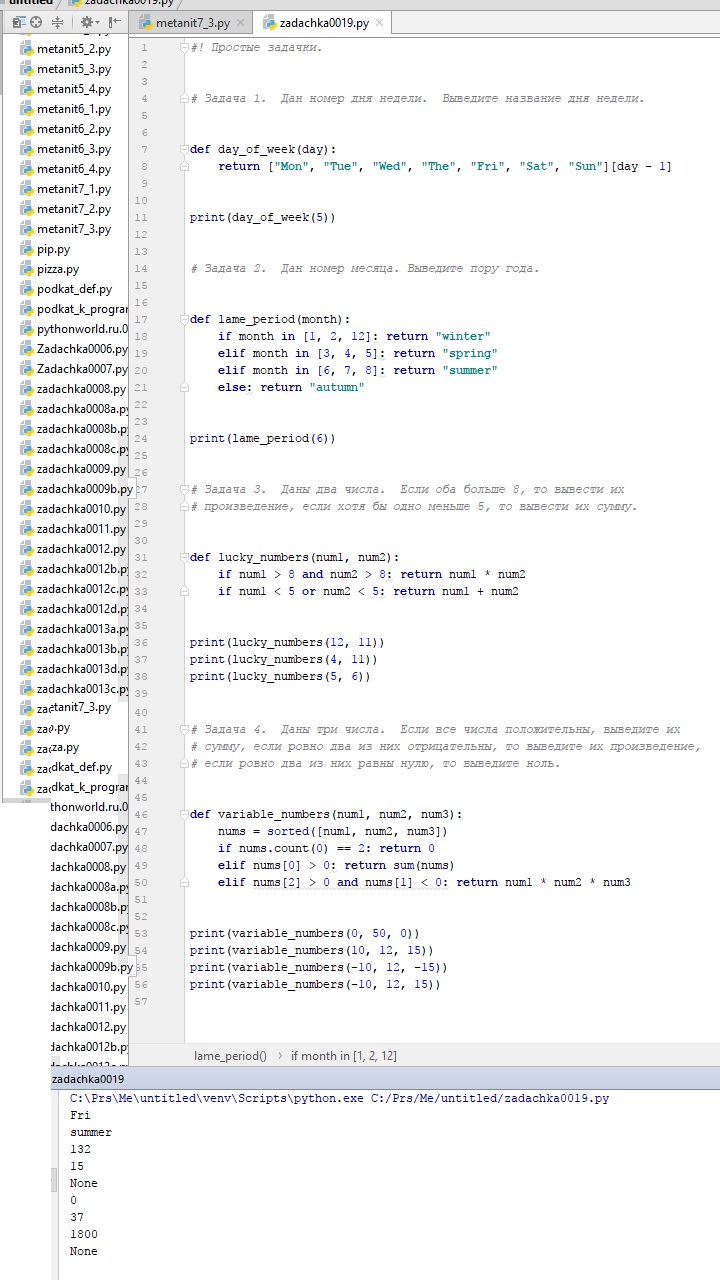 untitled zadachka0019.py
metanit7_3.py zadachka0019.py
metanit5_2.py
metanit5_3.py
metanit5_4.py
metanit6_1.py
metanit6_2.py
metanit6_3.py
metanit6_4.py
metanit7_1.py
metanit7_2.py
metanit7_3.py
pip.py
pizza.py
podkat_def.py
podkat_k_progran
pythonworld.ru.0
Zadachka0006.py
Zadachka0007.py
zadachka0008.py
zadachka0008a.py
zadachka0008b.py
zadachka0008c.py
zadachka0009.py
zadachka0009b.py
zadachka0010.py
zadachka0011.py
zadachka0012.py
zadachka0012b.py
zadachka0012c.py
zadachka0012d.py
zadachka0013a.py
zadachka0013b.py
zadachka0013d.py
zadachka0013c.py
etanit7_3.py
.py
za.py
dkat_def.py
dkat_k_progran
thonworld.ru.0
dachka0006.py
dachka0007.py
dachka0008.py
dachka0008a.py
dachka0008b.py
dachka0008c.py
dachka0009.py
dachka0009b.py
dachka0010.py
dachka0011.py
dachka0012.py
dachka0012b.py
1 #! Простые задачки.
2
3
4 # Задача 1. Дан номер дня недели. Выведите название дня недели.
5
6
7 def day_of_week(day):
8 return ["Mon", "Tue", "Wed", "The", "Fri", "Sat", "Sun"][day - 1]
9
10
11 print(day_of_week(5))
12
13
14 # Задача 2. Дан номер месяца. Выведите пору года.
15
16
17 def lame_period(month):
18 if month in [1, 2, 12]: return "winter"
19 elif month in [3, 4, 5]: return "spring"
20 elif month in [6, 7, 8]: return "summer"
21 else: return "autumn"
22
23
24 print(lame_period(6))
25
26
27 # Задача 3. Даны два числа. Если оба больше 8, то вывести их
28 # произведение, если хотя бы одно меньше 5, то вывести их сумму.
29
30
31 def lucky_numbers(num1, num2):
32 if num1 > 8 and num2 > 8: return num1 * num2
33 if num1 < 5 or num2 < 5: return num1 + num2
34
35
36 print(lucky_numbers(12, 11))
37 print(lucky_numbers(4, 11))
38 print(lucky_numbers(5, 6))
39
40
41 # Задача 4. Даны три числа. Если все числа положительны, выведите их
42 # сумму, если ровно два из них отрицательны, то выведите их произведение,
43 # если ровно два из них равны нулю, то выведите ноль.
44
45
46 def variable_numbers(num1, num2, num3):
47 nums = sorted([num1, num2, num3])
48 if nums.count(0) == 2: return 0
49 elif nums[0] > 0: return sum(nums)
50 elif nums[2] > 0 and nums[1] < 0: return num1 * num2 * num3
51
52
53 print(variable_numbers(0, 50, 0))
54 print(variable_numbers(10, 12, 15))
55 print(variable_numbers(-10, 12, -15))
56 print(variable_numbers(-10, 12, 15))
57
lame_period() › if month in [1, 2, 12]
zadachka0019
C:\Prs\Me\untitled\venv\Scripts\python.exe C:/Prs/Me/untitled/zadachka0019.py
Fri
summer
132
15
None
0
37
1800
None